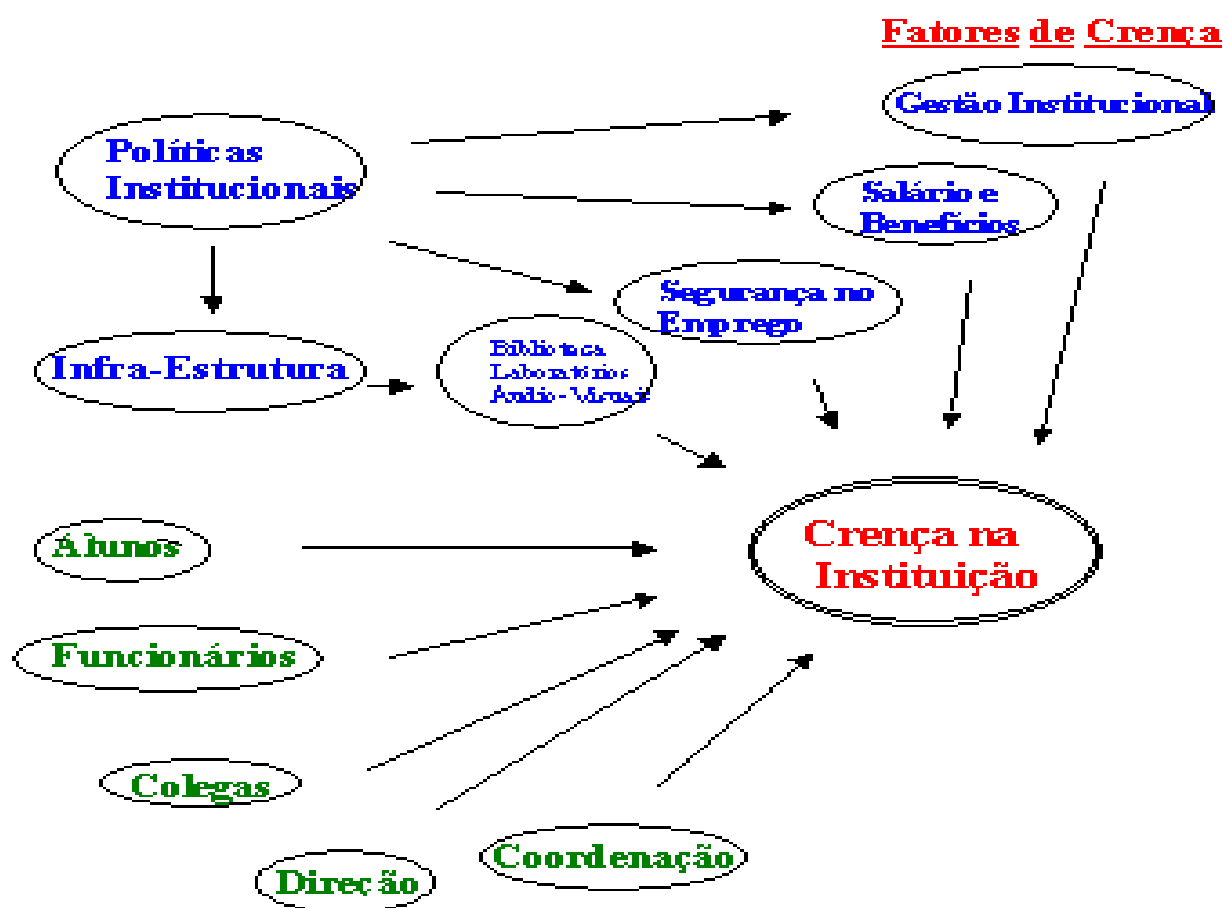 Fatores de Crença
Gestão Institucional
Políticas
Institucionais
Salário e
Benefícios
Segurança no
Emprego
Infra-Estrutura
Biblioteca
Laboratórios
Áudio-Visuais
Alunos
Crença na
Instituição
Funcionários
Colegas
Coordenação
Direção